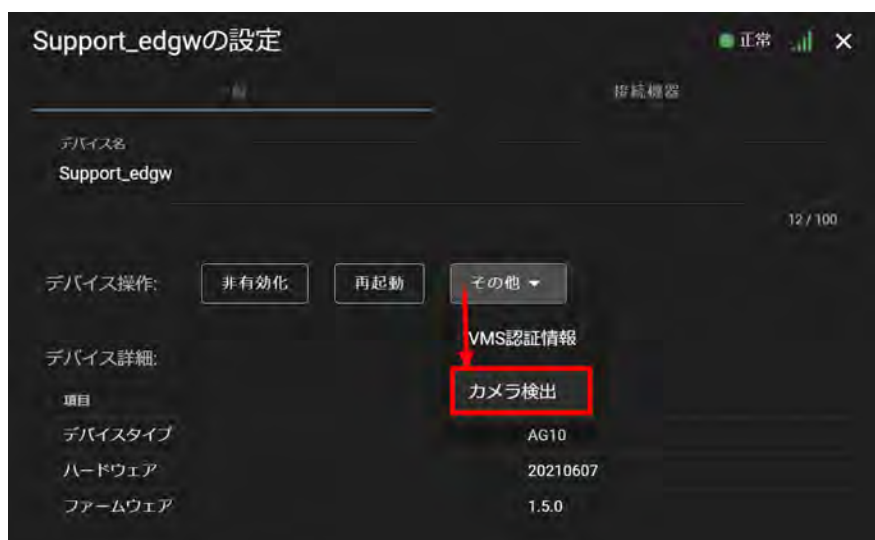 Support_edgwの設定
正常
一般
接続機器
デバイス名
Support_edgw
12 / 100
デバイス操作:
非有効化
再起動
その他
VMS認証情報
カメラ検出
デバイス詳細:
項目
デバイスタイプ AG10
ハードウェア 20210607
ファームウェア 1.5.0